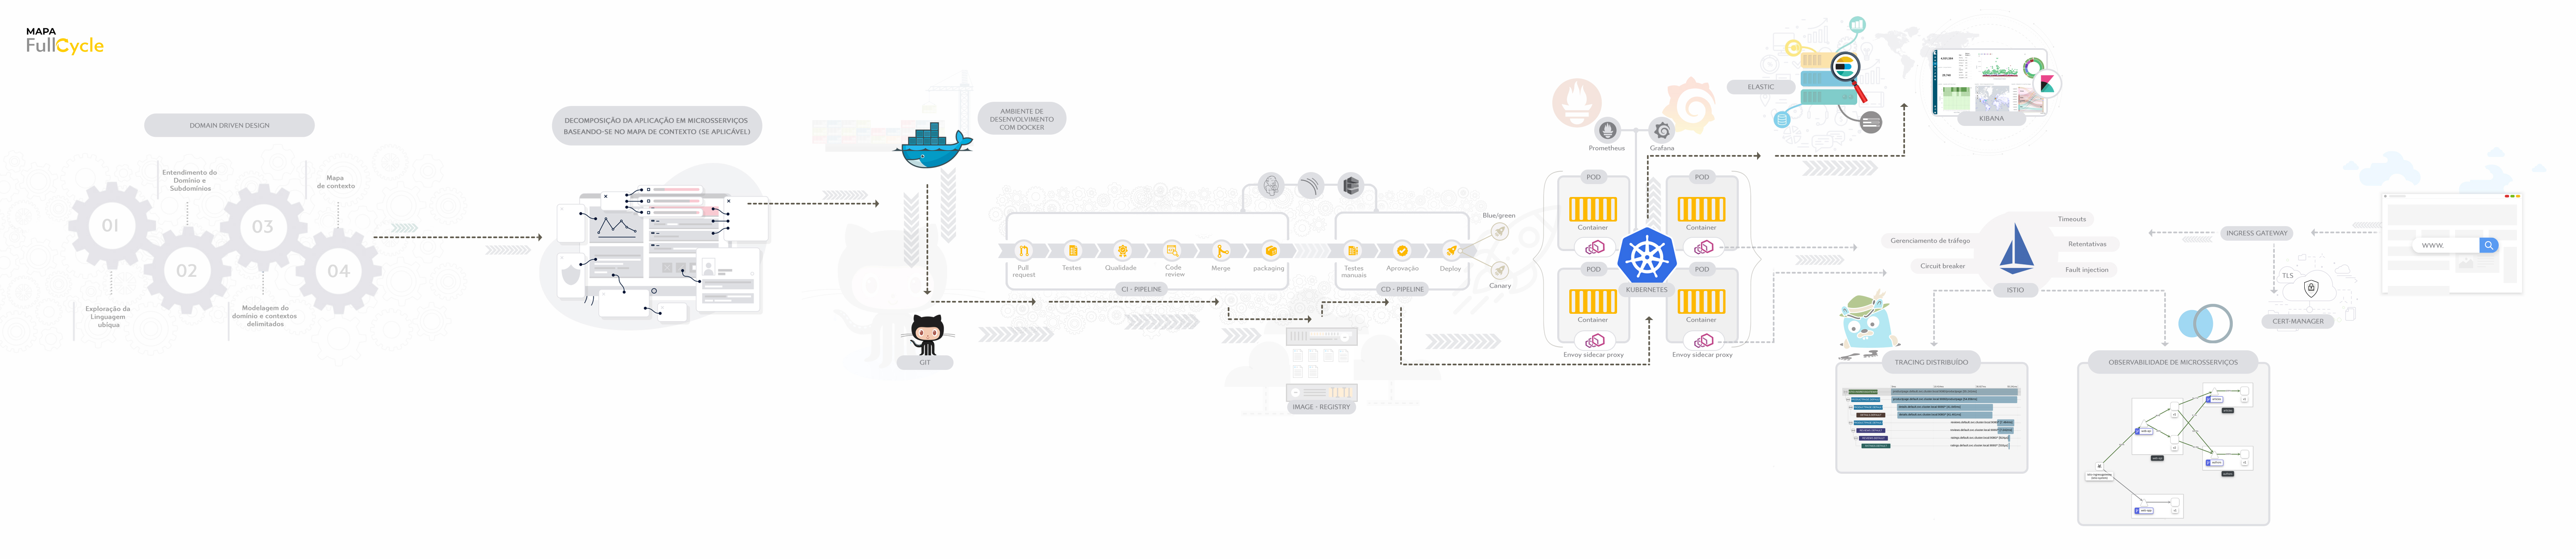 MAPA
FullCycle
DOMAIN DRIVEN DESIGN
Entendimento do
Domínio e
Subdomínios
Mapa
de contexto
01
02
03
04
Exploração da
Linguagem
ubíqua
Modelagem do
domínio e contextos
delimitados
DECOMPOSIÇÃO DA APLICAÇÃO EM MICROSSERVIÇOS
BASEANDO-SE NO MAPA DE CONTEXTO (SE APLICÁVEL)
AMBIENTE DE
DESENVOLVIMENTO
COM DOCKER
GIT
Pull
request
Testes
Qualidade
Code
review
Merge
packaging
CI - PIPELINE
Testes
manuais
Aprovação
Deploy
CD - PIPELINE
Blue/green
Canary
IMAGE - REGISTRY
Prometheus
Grafana
POD
Container
POD
Container
POD
Container
Envoy sidecar proxy
POD
Container
Envoy sidecar proxy
KUBERNETES
ELASTIC
KIBANA
Gerenciamento de tráfego
Circuit breaker
Timeouts
Retentativas
Fault injection
ISTIO
INGRESS GATEWAY
TLS
CERT-MANAGER
WWW.
TRACING DISTRIBUÍDO
OBSERVABILIDADE DE MICROSSERVIÇOS